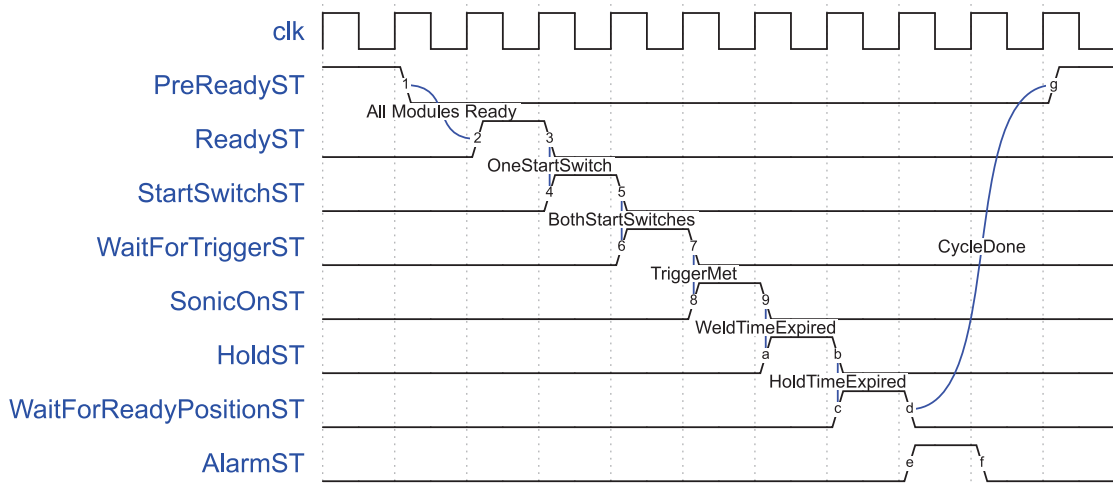 clk
PreReadyST
1
g
All Modules Ready
ReadyST
2
3
OneStartSwitch
StartSwitchST
4
5
BothStartSwitches
WaitForTriggerST
6
7
CycleDone
TriggerMet
SonicOnST
8
9
WeldTimeExpired
HoldST
a
b
HoldTimeExpired
WaitForReadyPositionST
c
d
AlarmST
e
f